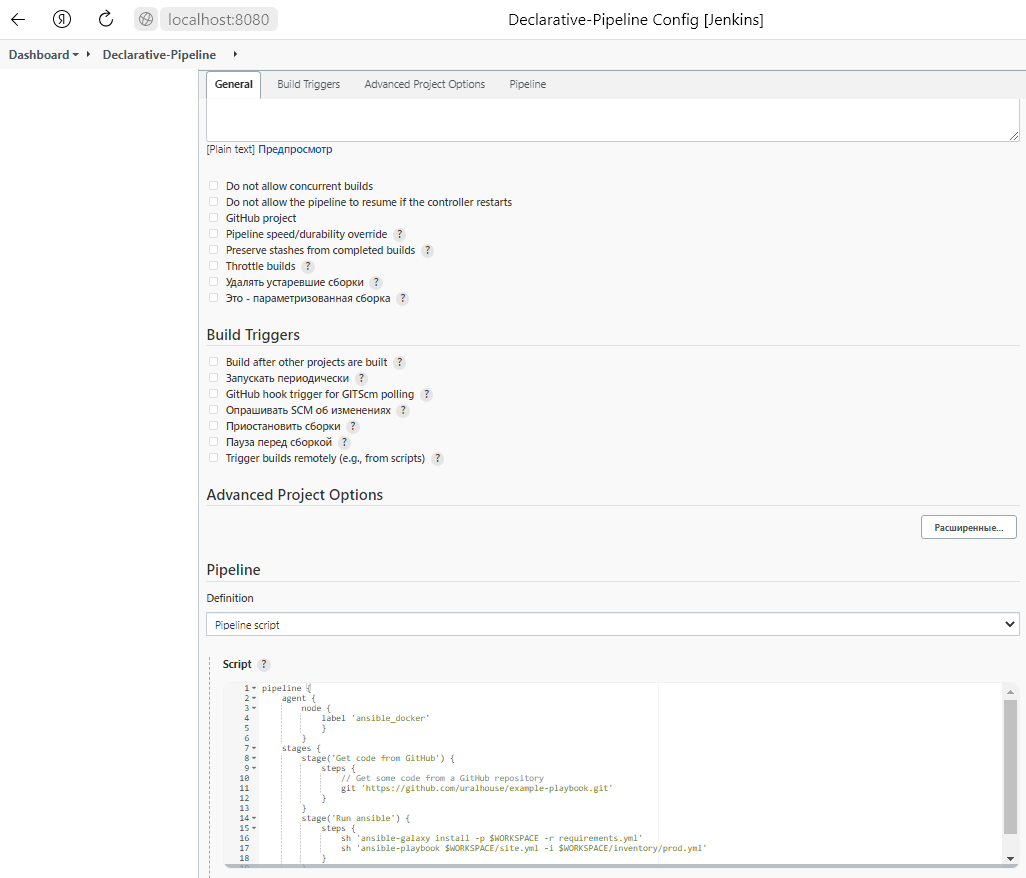 localhost:8080 Declarative-Pipeline Config [Jenkins]
Dashboard Declarative-Pipeline
General Build Triggers Advanced Project Options Pipeline
[Plain text] Предпросмотр
Do not allow concurrent builds
Do not allow the pipeline to resume if the controller restarts
GitHub project
Pipeline speed/durability override ?
Preserve stashes from completed builds ?
Throttle builds ?
Удалять устаревшие сборки ?
Это - параметризованная сборка ?
Build Triggers
Build after other projects are built ?
Запускать периодически ?
GitHub hook trigger for GITScm polling ?
Опрашивать SCM об изменениях ?
Приостановить сборки ?
Пауза перед сборкой ?
Trigger builds remotely (e.g., from scripts) ?
Advanced Project Options
Расширенные...
Pipeline
Definition
Pipeline script
Script ?
1 pipeline {
2 agent {
3 node {
4 label 'ansible_docker'
5 }
6 }
7 stages {
8 stage('Get code from GitHub') {
9 steps {
10 // Get some code from a GitHub repository
11 git 'https://github.com/uralhouse/example-playbook.git'
12 }
13 }
14 stage('Run ansible') {
15 steps {
16 sh 'ansible-galaxy install -p $WORKSPACE -r requirements.yml'
17 sh 'ansible-playbook $WORKSPACE/site.yml -i $WORKSPACE/inventory/prod.yml'
18 }